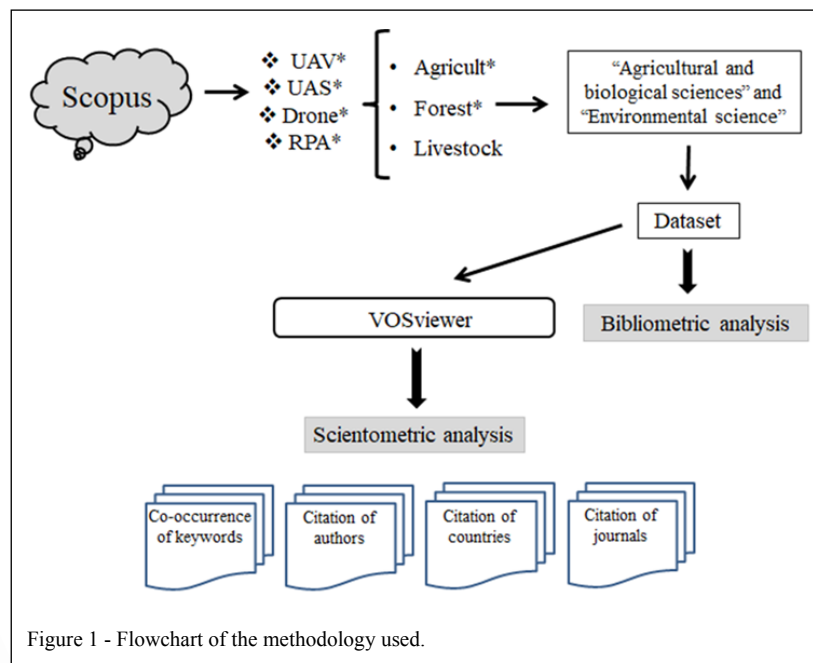 Scopus
❖ UAV*
❖ UAS*
❖ Drone*
❖ RPA*
• Agricult*
• Forest*
• Livestock
“Agricultural and
biological sciences” and
“Environmental science”
Dataset
VOSviewer
Bibliometric analysis
Scientometric analysis
Co-occurrence
of keywords
Citation of
authors
Citation of
countries
Citation of
journals
Figure 1 - Flowchart of the methodology used.